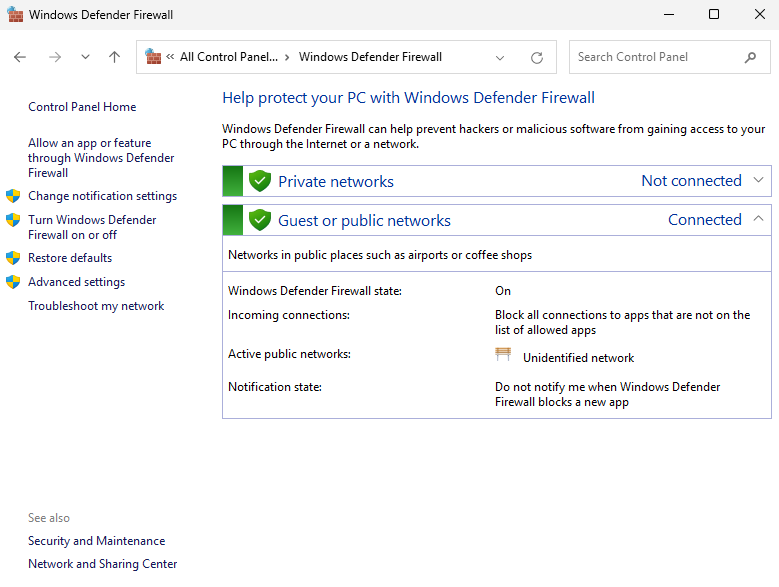 Windows Defender Firewall
« All Control Panel... › Windows Defender Firewall
Search Control Panel
Control Panel Home
Allow an app or feature
through Windows Defender
Firewall
Change notification settings
Turn Windows Defender
Firewall on or off
Restore defaults
Advanced settings
Troubleshoot my network
Help protect your PC with Windows Defender Firewall
Windows Defender Firewall can help prevent hackers or malicious software from gaining access to your
PC through the Internet or a network.
Private networks Not connected
Guest or public networks Connected
Networks in public places such as airports or coffee shops
Windows Defender Firewall state: On
Incoming connections: Block all connections to apps that are not on the
list of allowed apps
Active public networks: Unidentified network
Notification state: Do not notify me when Windows Defender
Firewall blocks a new app
See also
Security and Maintenance
Network and Sharing Center